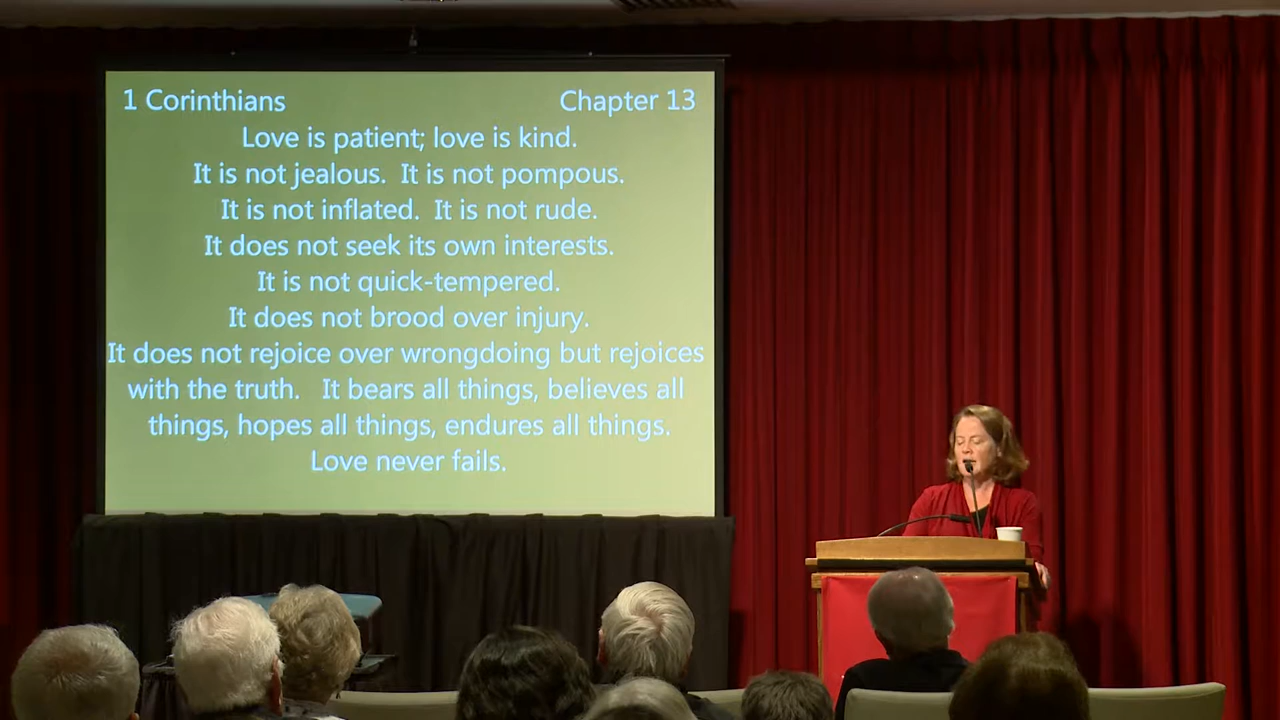 1 Corinthians Chapter 13
Love is patient; love is kind.
It is not jealous. It is not pompous.
It is not inflated. It is not rude.
It does not seek its own interests.
It is not quick-tempered.
It does not brood over injury.
It does not rejoice over wrongdoing but rejoices
with the truth. It bears all things, believes all
things, hopes all things, endures all things.
Love never fails.